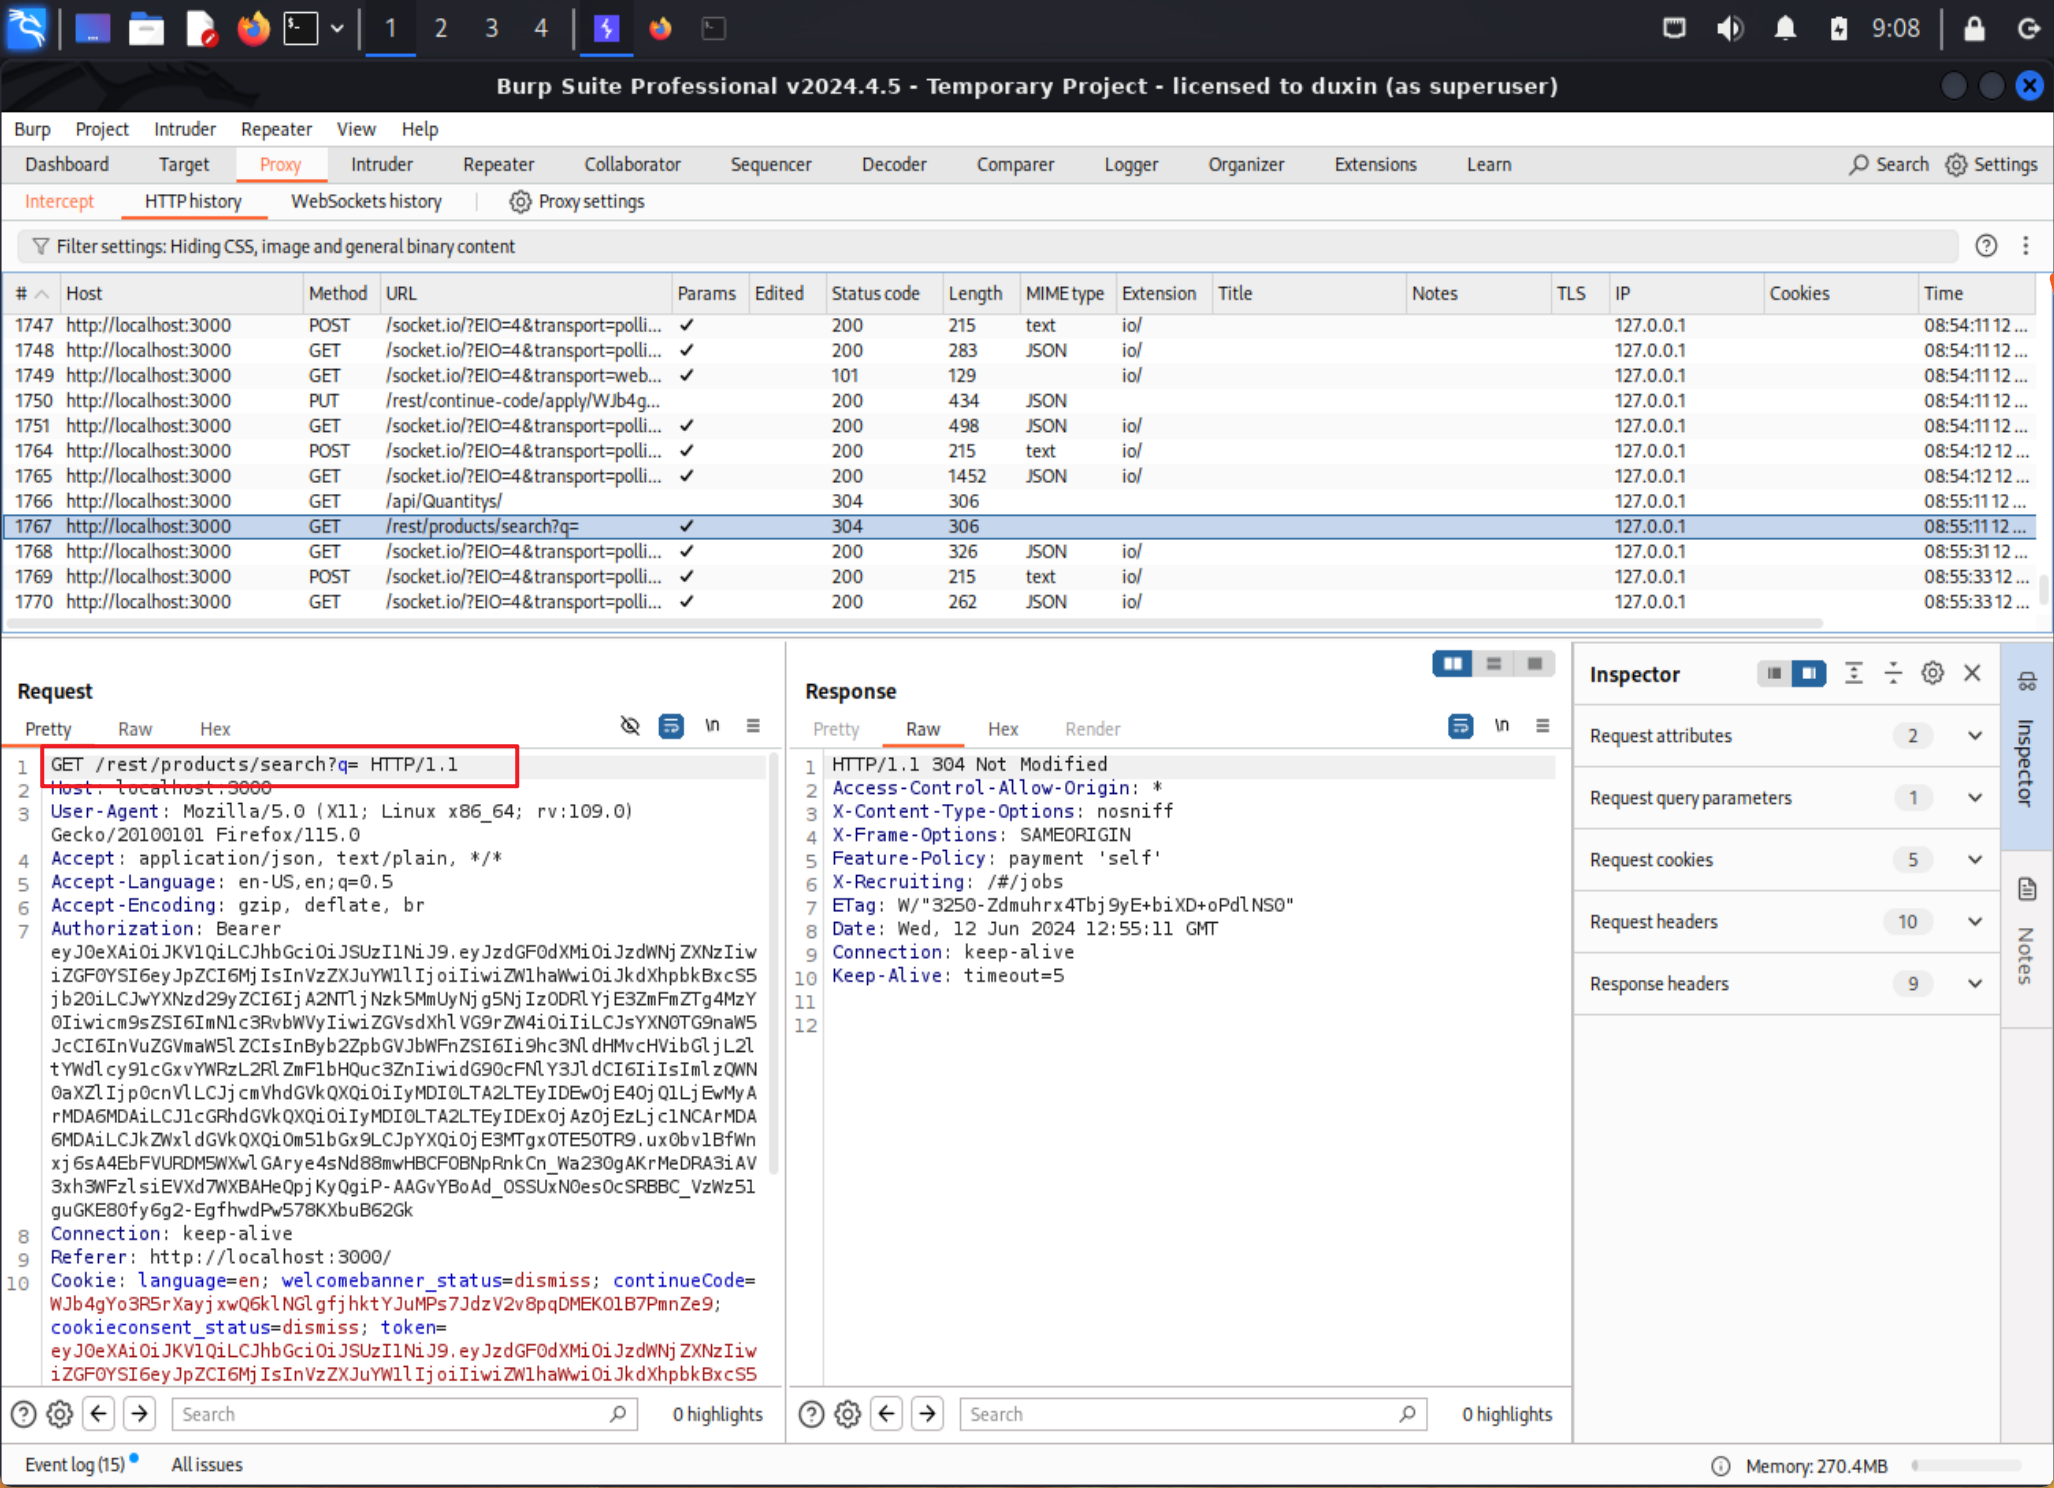 1 2 3 4 9:08
Burp Suite Professional v2024.4.5 - Temporary Project - licensed to duxin (as superuser)
Burp Project Intruder Repeater View Help
Dashboard Target Proxy Intruder Repeater Collaborator Sequencer Decoder Comparer Logger Organizer Extensions Learn Search Settings
Intercept HTTP history WebSockets history Proxy settings
Filter settings: Hiding CSS, image and general binary content
# Host Method URL Params Edited Status code Length MIME type Extension Title Notes TLS IP Cookies Time
1747 http://localhost:3000 POST /socket.io/?EIO=4&transport=polli... ✓ 200 215 text io/ 127.0.0.1 08:54:11 12 ...
1748 http://localhost:3000 GET /socket.io/?EIO=4&transport=polli... ✓ 200 283 JSON io/ 127.0.0.1 08:54:11 12 ...
1749 http://localhost:3000 GET /socket.io/?EIO=4&transport=web... ✓ 101 129 io/ 127.0.0.1 08:54:11 12 ...
1750 http://localhost:3000 PUT /rest/continue-code/apply/WJb4g... 200 434 JSON 127.0.0.1 08:54:11 12 ...
1751 http://localhost:3000 GET /socket.io/?EIO=4&transport=polli... ✓ 200 498 JSON io/ 127.0.0.1 08:54:11 12 ...
1764 http://localhost:3000 POST /socket.io/?EIO=4&transport=polli... ✓ 200 215 text io/ 127.0.0.1 08:54:12 12 ...
1765 http://localhost:3000 GET /socket.io/?EIO=4&transport=polli... ✓ 200 1452 JSON io/ 127.0.0.1 08:54:12 12 ...
1766 http://localhost:3000 GET /api/Quantitys/ 304 306 127.0.0.1 08:55:11 12 ...
1767 http://localhost:3000 GET /rest/products/search?q= ✓ 304 306 127.0.0.1 08:55:11 12 ...
1768 http://localhost:3000 GET /socket.io/?EIO=4&transport=polli... ✓ 200 326 JSON io/ 127.0.0.1 08:55:31 12 ...
1769 http://localhost:3000 POST /socket.io/?EIO=4&transport=polli... ✓ 200 215 text io/ 127.0.0.1 08:55:33 12 ...
1770 http://localhost:3000 GET /socket.io/?EIO=4&transport=polli... ✓ 200 262 JSON io/ 127.0.0.1 08:55:33 12 ...
Request
Pretty Raw Hex \n
1 GET /rest/products/search?q= HTTP/1.1
2 Host: localhost:3000
3 User-Agent: Mozilla/5.0 (X11; Linux x86_64; rv:109.0)
Gecko/20100101 Firefox/115.0
4 Accept: application/json, text/plain, */*
5 Accept-Language: en-US,en;q=0.5
6 Accept-Encoding: gzip, deflate, br
7 Authorization: Bearer
eyJ0eXAiOiJKV1QiLCJhbGciOiJSUzI1NiJ9.eyJzdGF0dXMiOiJzdWNjZXNzIiw
iZGF0YSI6eyJpZCI6MjIsInVzZXJuYW1lIjoiIiwiZW1haWwiOiJkdXhpbkBxcS5
jb20iLCJwYXNzd29yZCI6IjA2NTljNzk5MmUyNjg5NjIzODRlYjE3ZmFmZTg4MzY
0Iiwicm9sZSI6ImN1c3RvbWVyIiwiZGVsdXhlVG9rZW4iOiIiLCJsYXN0TG9naW5
JcCI6InVuZGVmaW5lZCIsInByb2ZpbGVJbWFnZSI6Ii9hc3NldHMvcHVibGljL2l
tYWdlcy91cGxvYWRzL2RlZmF1bHQuc3ZnIiwidG90cFNlY3JldCI6IiIsImlzQWN
0aXZlIjp0cnVlLCJjcmVhdGVkQXQiOiIyMDI0LTA2LTEyIDEwOjE4OjQ1LjEwMyA
rMDA6MDAiLCJ1cGRhdGVkQXQiOiIyMDI0LTA2LTEyIDExOjAzOjEzLjc1NCArMDA
6MDAiLCJkZWxldGVkQXQiOm51bGx9LCJpYXQiOjE3MTgxOTE5OTR9.ux0bv1BfWn
xj6sA4EbFVURDM5WXwlGArye4sNd88mwHBCFOBNpRnkCn_Wa230gAKrMeDRA3iAV
3xh3WFzlsiEVXd7WXBAHeQpjKyQgiP-AAGvYBoAd_OSSUxN0esOcSRBBC_VzWz51
guGKE80fy6g2-EgfhwdPw578KXbuB62Gk
8 Connection: keep-alive
9 Referer: http://localhost:3000/
10 Cookie: language=en; welcomebanner_status=dismiss; continueCode=
WJb4gYo3R5rXayjxwQ6klNGlgfjhktYJuMPs7JdzV2v8pqDMEKO1B7PmnZe9;
cookieconsent_status=dismiss; token=
eyJ0eXAiOiJKV1QiLCJhbGciOiJSUzI1NiJ9.eyJzdGF0dXMiOiJzdWNjZXNzIiw
iZGF0YSI6eyJpZCI6MjIsInVzZXJuYW1lIjoiIiwiZW1haWwiOiJkdXhpbkBxcS5
Search 0 highlights
Response
Pretty Raw Hex Render \n
1 HTTP/1.1 304 Not Modified
2 Access-Control-Allow-Origin: *
3 X-Content-Type-Options: nosniff
4 X-Frame-Options: SAMEORIGIN
5 Feature-Policy: payment 'self'
6 X-Recruiting: /#/jobs
7 ETag: W/"3250-Zdmuhrx4Tbj9yE+biXD+oPdlNS0"
8 Date: Wed, 12 Jun 2024 12:55:11 GMT
9 Connection: keep-alive
10 Keep-Alive: timeout=5
11
12
Search 0 highlights
Inspector
Request attributes 2
Request query parameters 1
Request cookies 5
Request headers 10
Response headers 9
Inspector
Notes
Event log (15) All issues Memory: 270.4MB